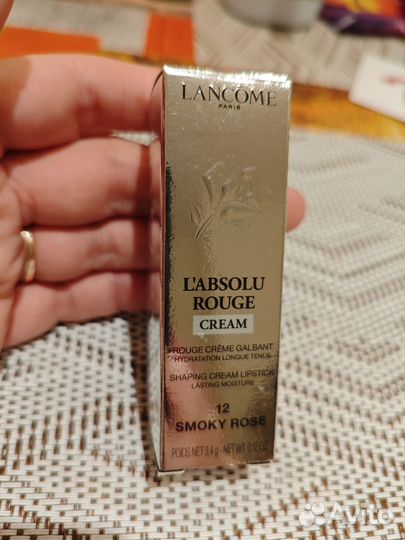 LANCÔME
PARIS
L'ABSOLU
ROUGE
CREAM
ROUGE CRÈME GALBANT
HYDRATATION LONGUE TENUE
SHAPING CREAM LIPSTICK
LASTING MOISTURE
12
SMOKY ROSE
POIDS NET 3.4 g - NET WT. 0.12 OZ.
Avito